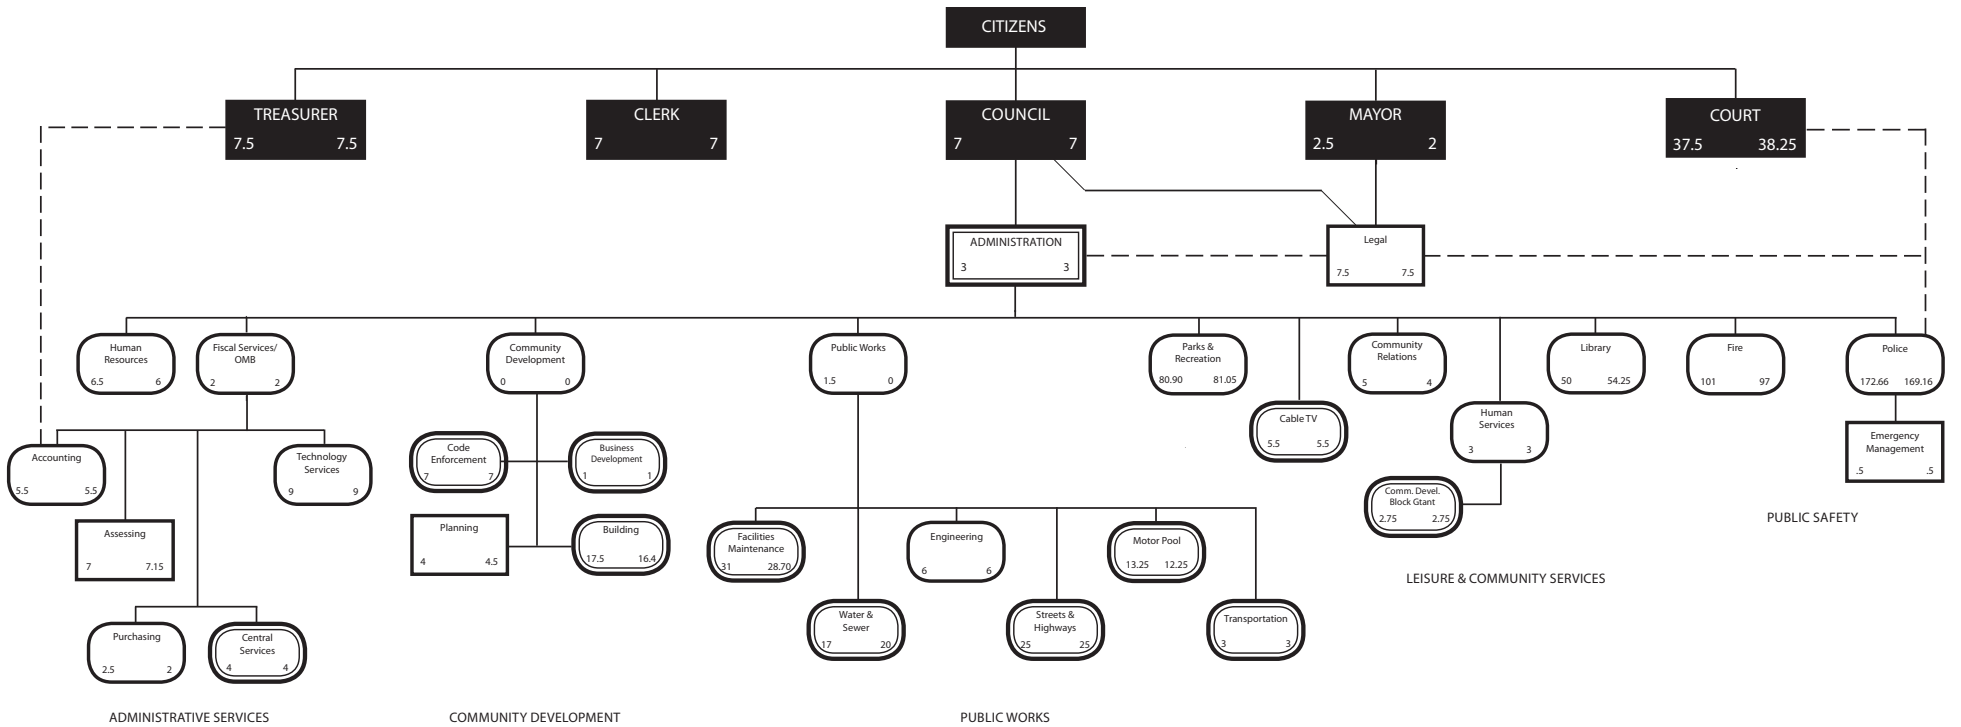 CITIZENS
TREASURER
7.5 7.5
CLERK
7 7
COUNCIL
7 7
MAYOR
2.5 2
COURT
37.5 38.25
ADMINISTRATION
3 3
Legal
7.5 7.5
Human
Resources
6.5 6
Fiscal Services/
OMB
2 2
Community
Development
0 0
Public Works
1.5 0
Parks &
Recreation
80.90 81.05
Community
Relations
5 4
Library
50 54.25
Fire
101 97
Police
172.66 169.16
Cable TV
5.5 5.5
Human
Services
3 3
Emergency
Management
.5 .5
Accounting
5.5 5.5
Technology
Services
9 9
Code
Enforcement
7 7
Business
Development
1 1
Comm. Devel.
Block Gtant
2.75 2.75
PUBLIC SAFETY
Assessing
7 7.15
Planning
4 4.5
Building
17.5 16.4
Facilities
Maintenance
31 28.70
Engineering
6 6
Motor Pool
13.25 12.25
LEISURE & COMMUNITY SERVICES
Water &
Sewer
17 20
Streets &
Highways
25 25
Transportation
3 3
Purchasing
2.5 2
Central
Services
4 4
ADMINISTRATIVE SERVICES
COMMUNITY DEVELOPMENT
PUBLIC WORKS